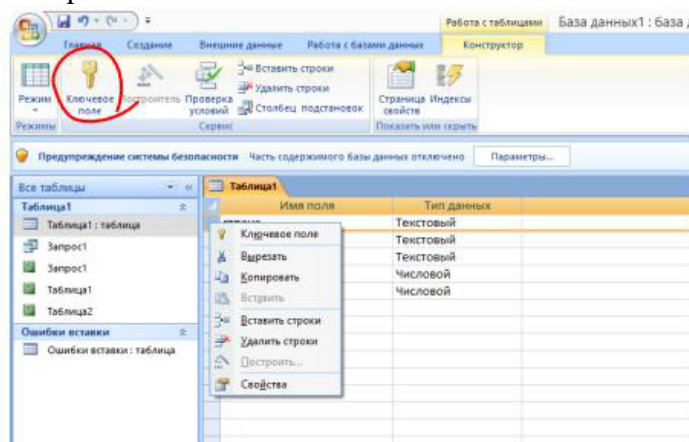 Работа с таблицами
База данных1 : база
Главная Создание Внешние данные Работа с базами данных Конструктор
Режим
Ключевое поле
Построитель
Проверка условий
Вставить строки
Удалить строки
Столбец подстановок
Страница свойств
Индексы
Режимы
Сервис
Показать или скрыть
Предупреждение системы безопасности Часть содержимого базы данных отключено Параметры...
Все таблицы
Таблица1
Таблица1 : таблица
Запрос1
Запрос1
Таблица1
Таблица2
Ошибки вставки
Ошибки вставки : таблица
Таблица1
Имя поля Тип данных
Текстовый
Текстовый
Текстовый
Числовой
Числовой
Ключевое поле
Вырезать
Копировать
Вставить
Вставить строки
Удалить строки
Построить...
Свойства